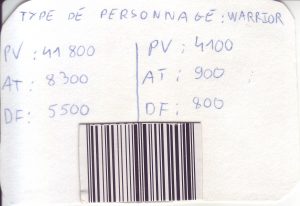 TYPE DE PERSONNAGE : WARRIOR
PV : 41 800
AT : 8300
DF : 5500
PV : 4100
AT : 900
DF : 800